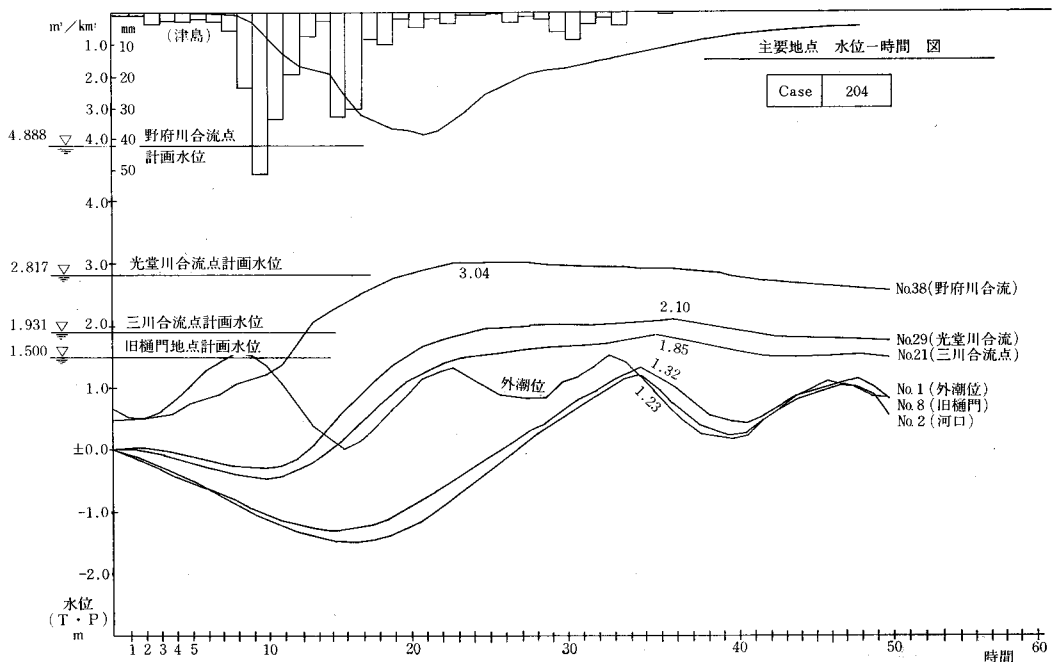 m³／km² mm
(津島)
主要地点 水位一時間 図
Case 204
1.0 10
2.0 20
3.0 30
4.0 40
50
4.888 野府川合流点
計画水位
4.0
2.817 3.0 光堂川合流点計画水位
3.04
No.38(野府川合流)
1.931 2.0 三川合流点計画水位
2.10
No.29(光堂川合流)
1.500 旧樋門地点計画水位
No.21(三川合流点)
1.85
1.0
外潮位
1.32
1.23
No.1(外潮位)
No.8(旧樋門)
No.2(河口)
±0.0
-1.0
-2.0
水位
(T・P)
m
1 2 3 4 5 10 20 30 40 50 60
時間